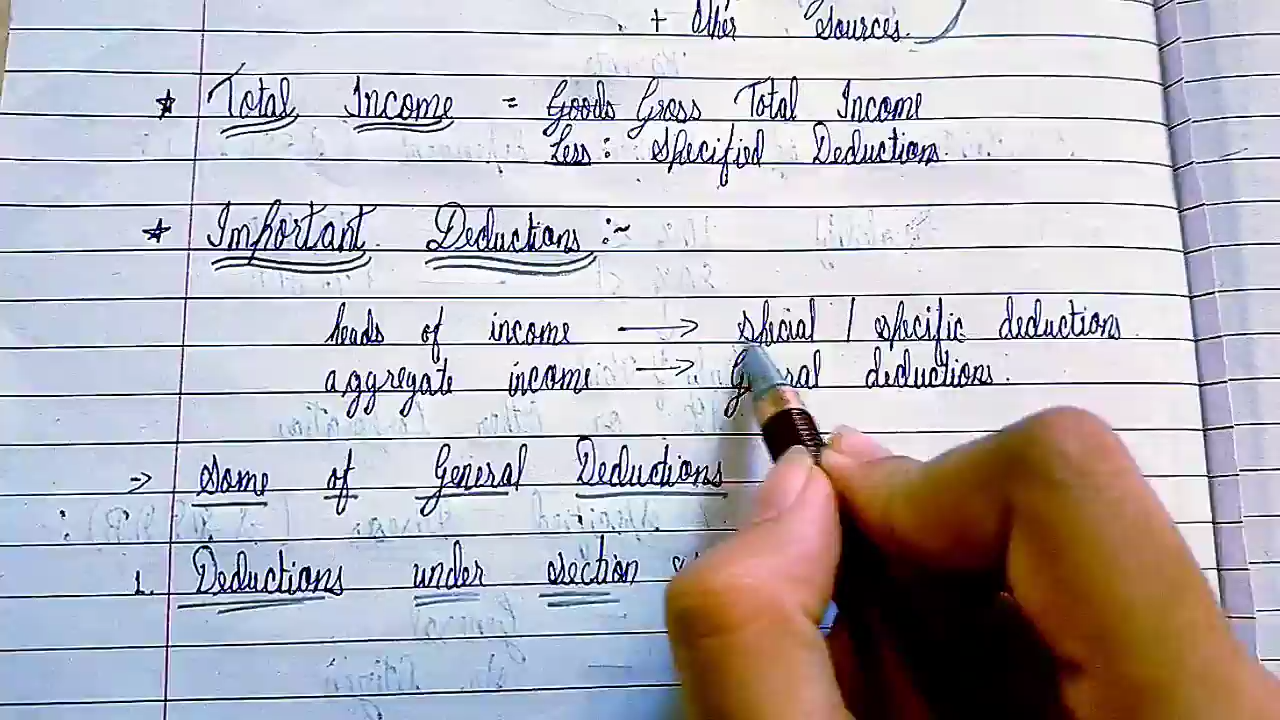 + Other Sources.
* Total Income = Goods Gross Total Income
Less: Specified Deductions.
* Important Deductions :-
heads of income → special / specific deductions.
aggregate income → General deductions.
→ Some of General Deductions
1. Deductions under section